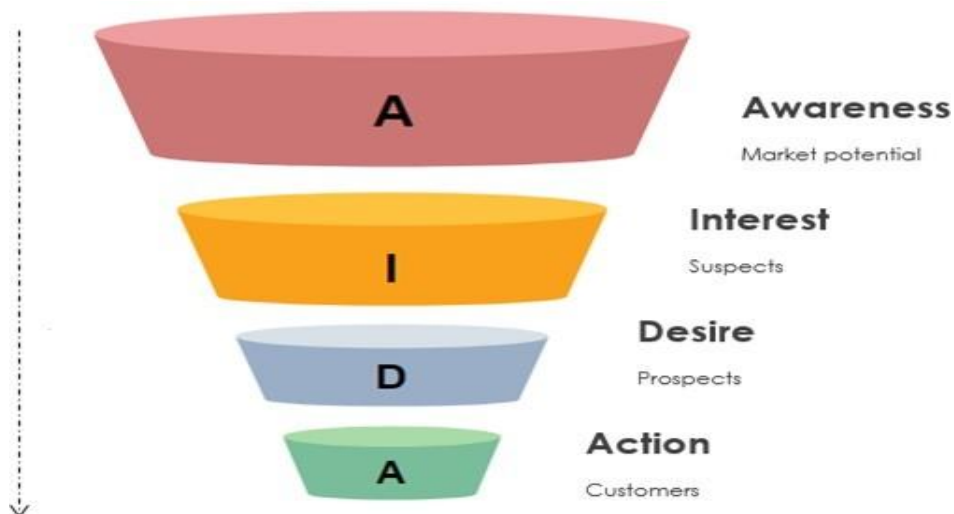 A
Awareness
Market potential
I
Interest
Suspects
D
Desire
Prospects
A
Action
Customers